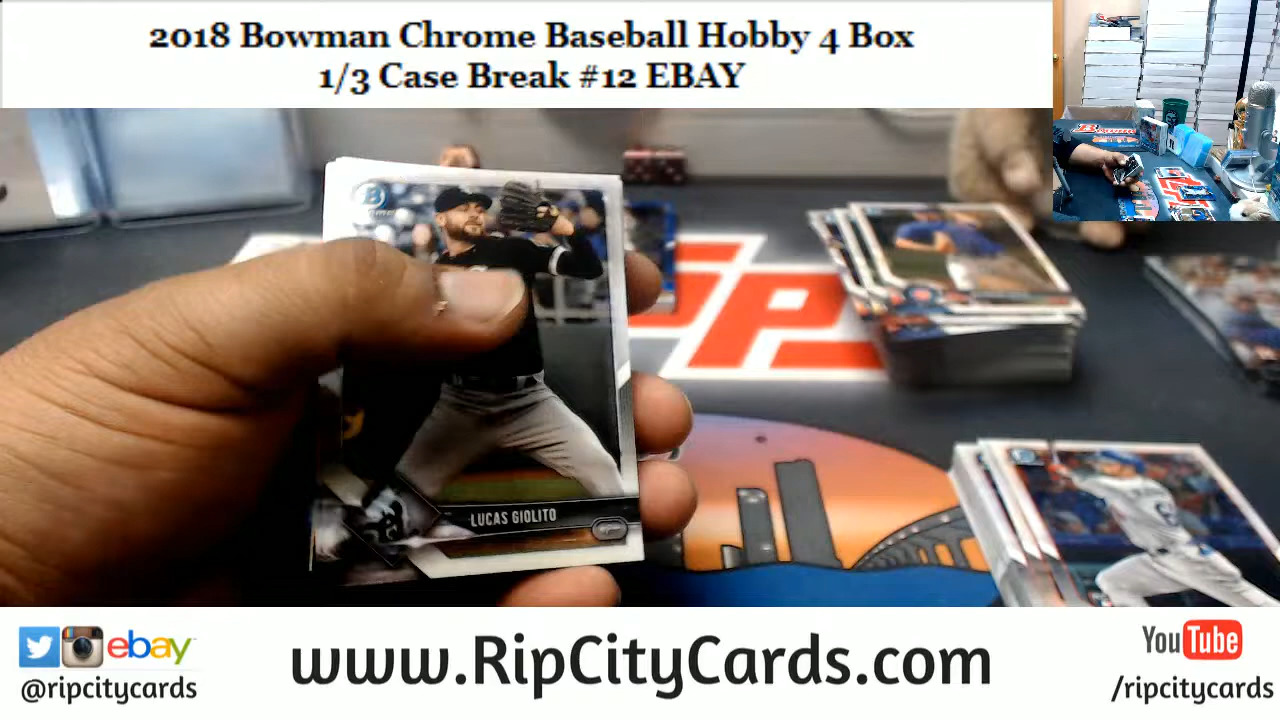 2018 Bowman Chrome Baseball Hobby 4 Box
1/3 Case Break #12 EBAY
B
LUCAS GIOLITO
ebay
@ripcitycards
www.RipCityCards.com
YouTube
/ripcitycards